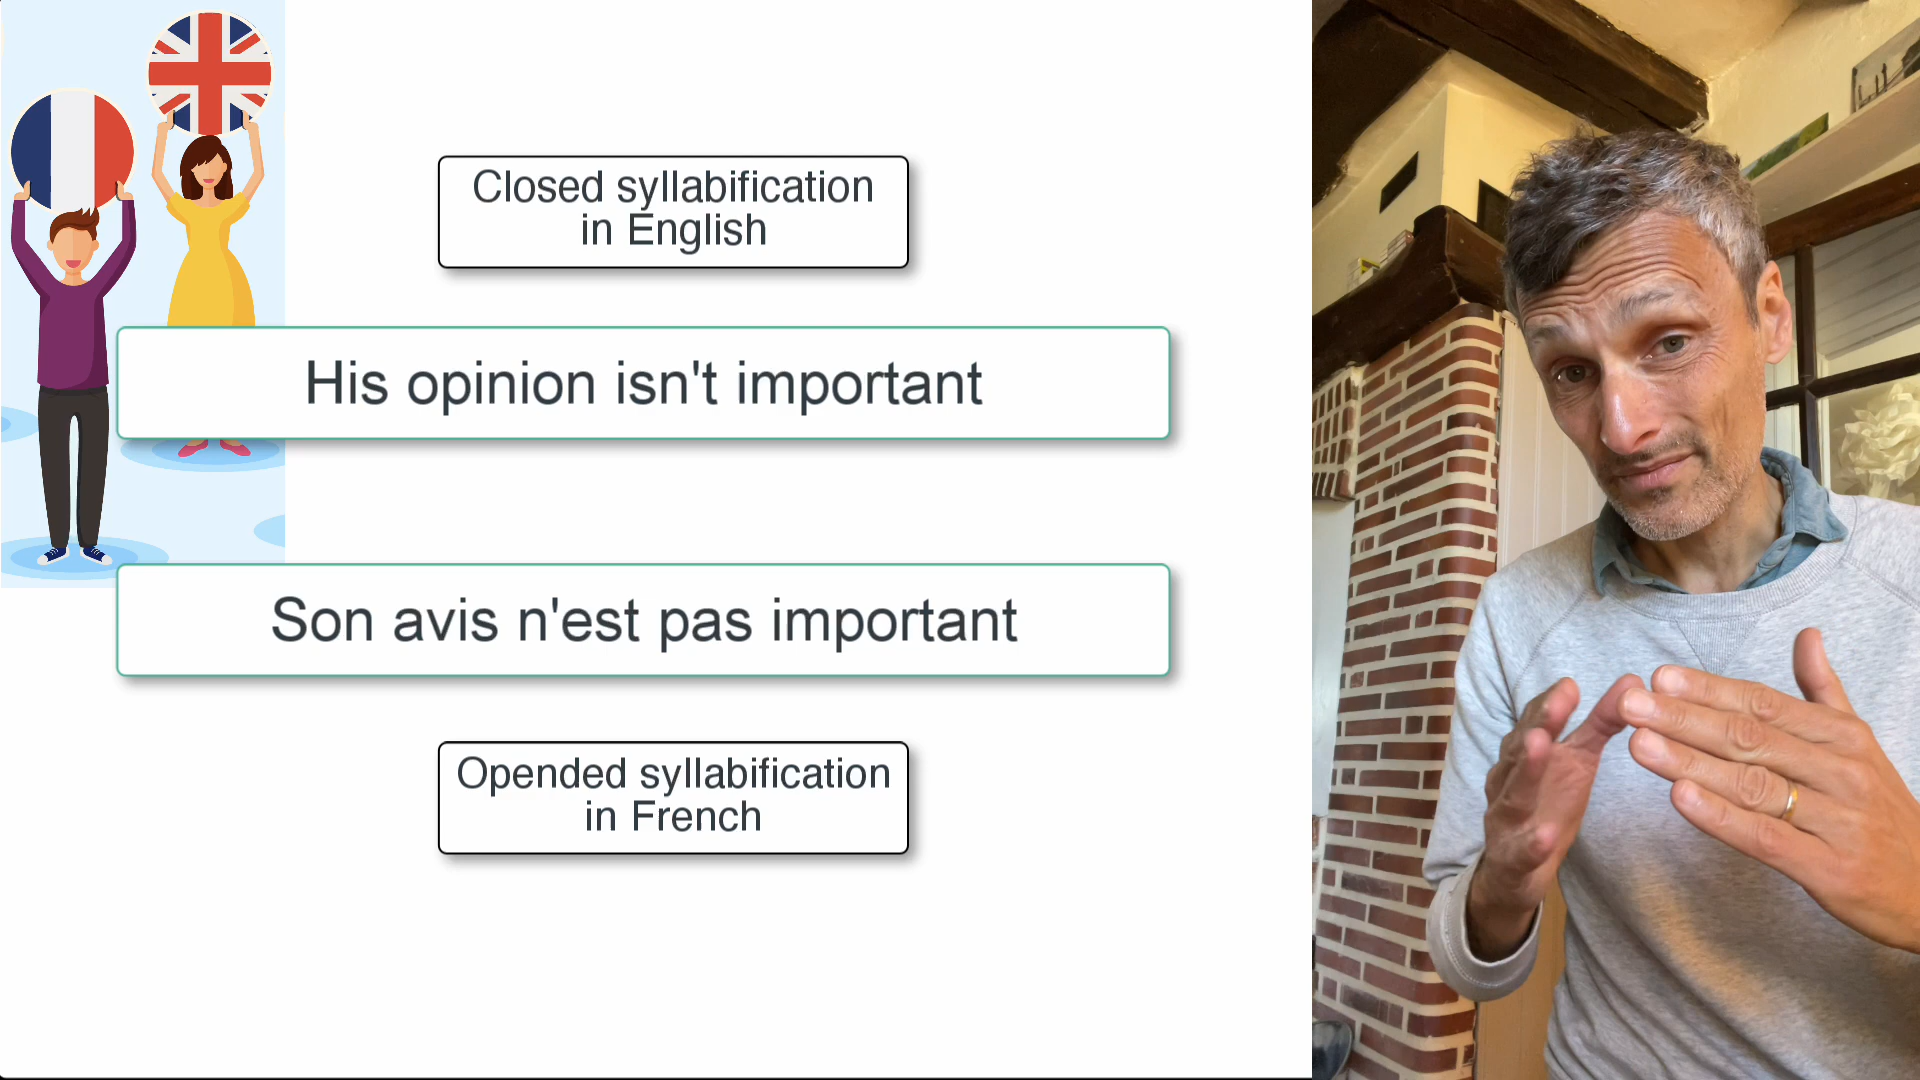 Closed syllabification
in English
His opinion isn't important
Son avis n'est pas important
Opended syllabification
in French